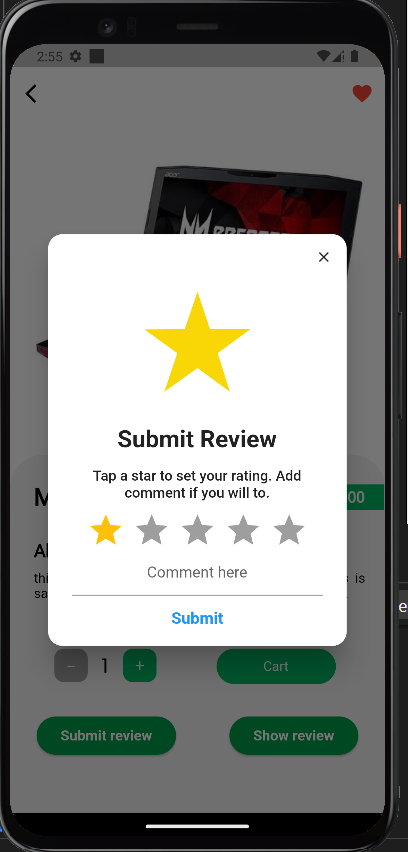 2:55
acer
Submit Review
Tap a star to set your rating. Add
comment if you will to.
M
00
Comment here
thi s is
sa
Submit
− 1 + Cart
Submit review Show review
e